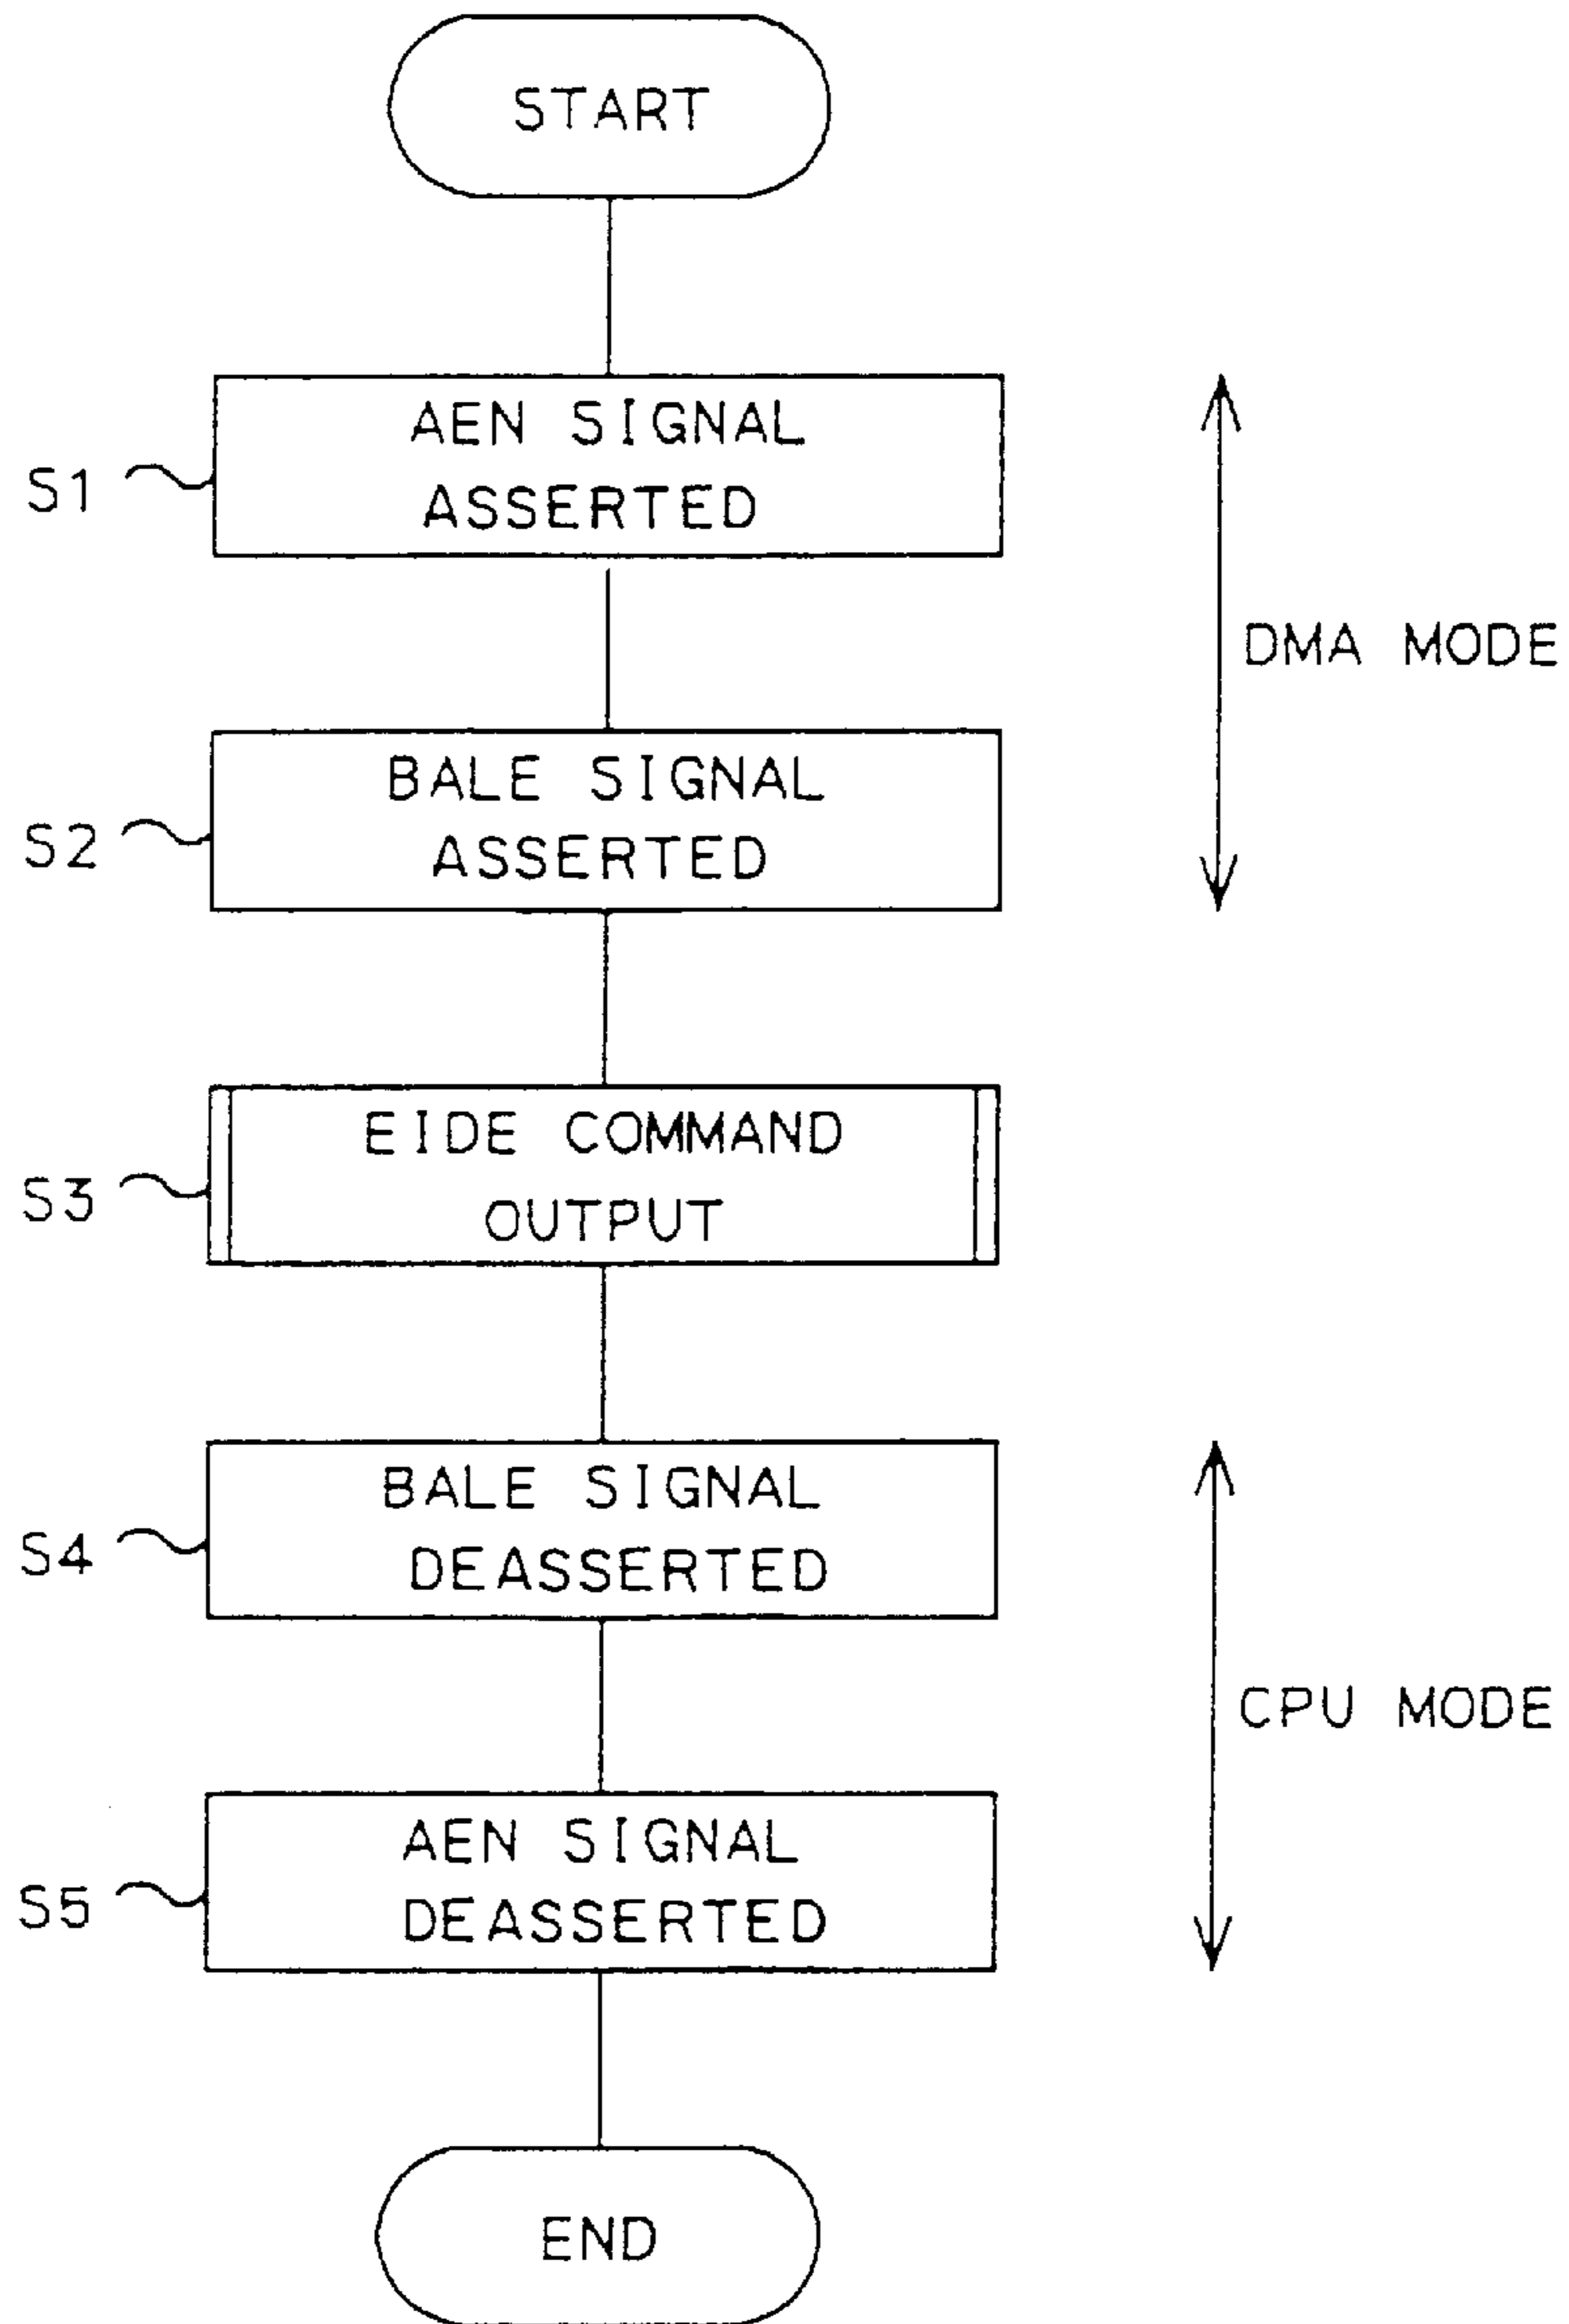 START
S1
AEN SIGNAL
ASSERTED
DMA MODE
S2
BALE SIGNAL
ASSERTED
S3
EIDE COMMAND
OUTPUT
S4
BALE SIGNAL
DEASSERTED
CPU MODE
S5
AEN SIGNAL
DEASSERTED
END